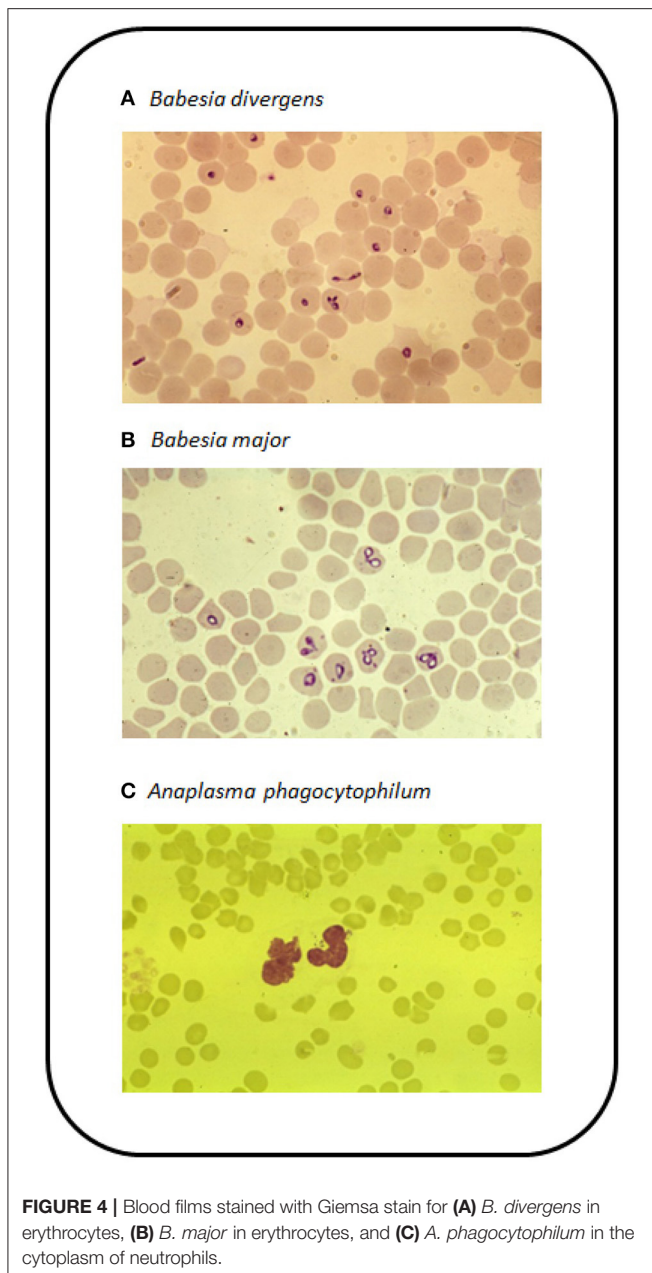 A Babesia divergens
B Babesia major
C Anaplasma phagocytophilum
FIGURE 4 | Blood films stained with Giemsa stain for (A) B. divergens in
erythrocytes, (B) B. major in erythrocytes, and (C) A. phagocytophilum in the
cytoplasm of neutrophils.